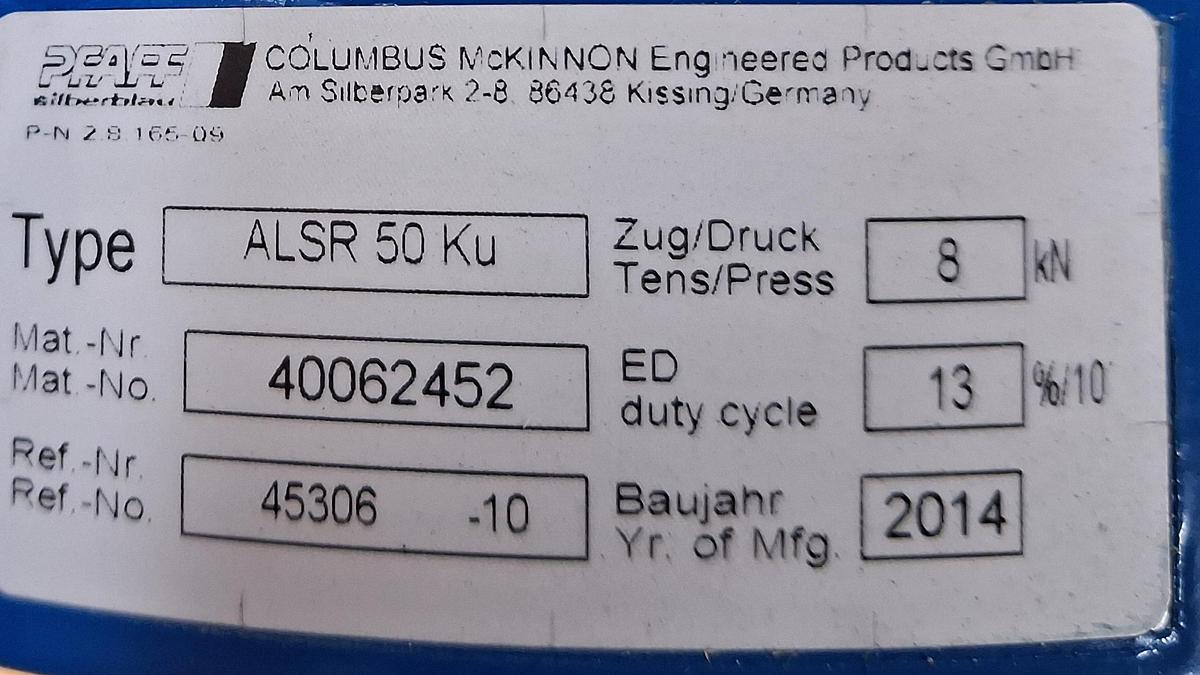 PFAFF
silberblau
COLUMBUS McKINNON Engineered Products GmbH
Am Silberpark 2-8, 86438 Kissing/Germany
P-N 2.8.165-09
Type ALSR 50 Ku
Zug/Druck
Tens/Press 8 kN
Mat.-Nr.
Mat.-No. 40062452
ED
duty cycle 13 %/10'
Ref.-Nr.
Ref.-No. 45306 -10
Baujahr
Yr. of Mfg. 2014